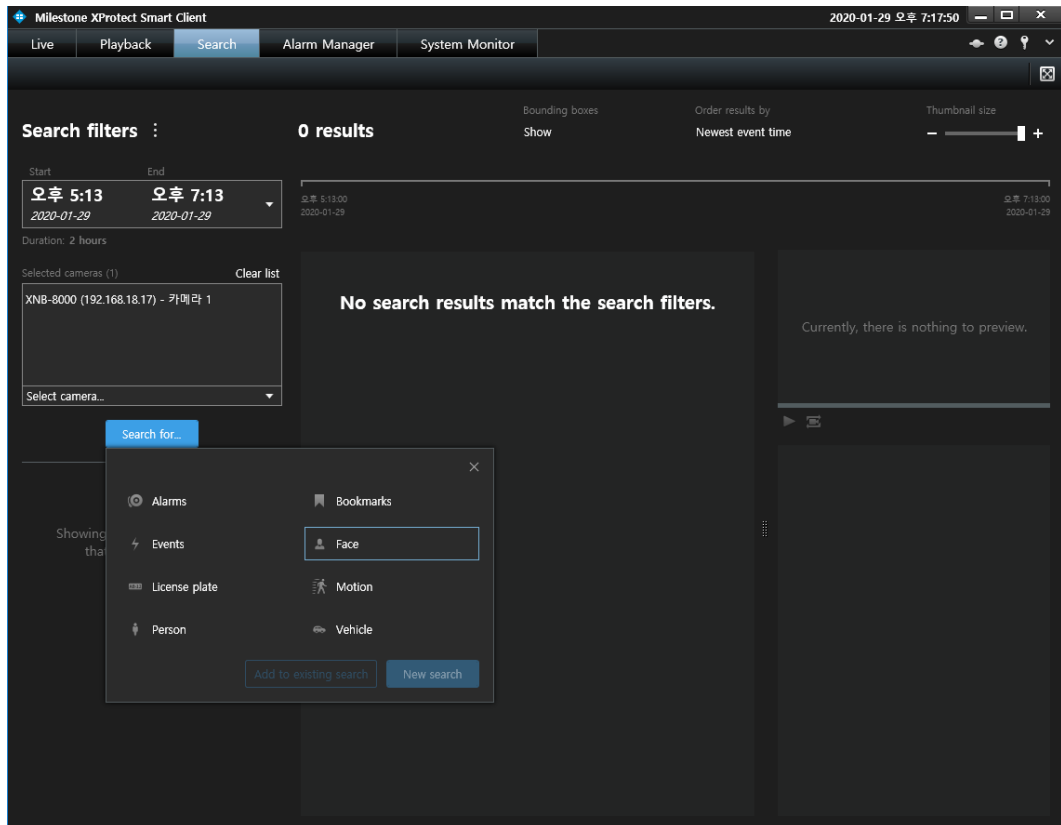 Milestone XProtect Smart Client
2020-01-29 오후 7:17:50
Live
Playback
Search
Alarm Manager
System Monitor
Search filters
0 results
Bounding boxes
Show
Order results by
Newest event time
Thumbnail size
Start
End
오후 5:13
오후 7:13
2020-01-29
2020-01-29
Duration: 2 hours
오후 5:13:00
2020-01-29
오후 7:13:00
2020-01-29
Selected cameras (1)
Clear list
XNB-8000 (192.168.18.17) - 카메라 1
Select camera...
Search for...
No search results match the search filters.
Currently, there is nothing to preview.
Showing
that
Alarms
Bookmarks
Events
Face
License plate
Motion
Person
Vehicle
Add to existing search
New search